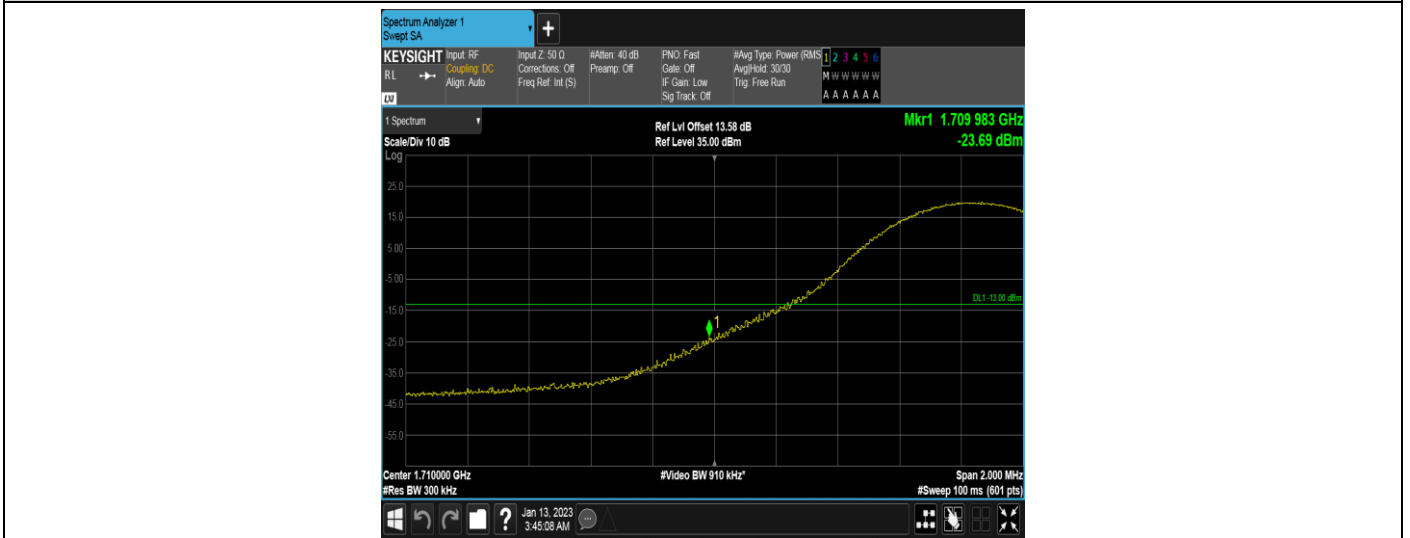 Spectrum Analyzer 1
Swept SA
+
KEYSIGHT
RL
LXI
Input: RF
Coupling: DC
Align: Auto
Input Z: 50 Ω
Corrections: Off
Freq Ref: Int (S)
#Atten: 40 dB
Preamp: Off
PNO: Fast
Gate: Off
IF Gain: Low
Sig Track: Off
#Avg Type: Power (RMS
Avg|Hold: 30/30
Trig: Free Run
1 2 3 4 5 6
M W W W W W
A A A A A A
1 Spectrum
Scale/Div 10 dB
Ref Lvl Offset 13.58 dB
Ref Level 35.00 dBm
Mkr1 1.709 983 GHz
-23.69 dBm
Log
25.0
15.0
5.00
-5.00
DL1 -13.00 dBm
-15.0
1
-25.0
-35.0
-45.0
-55.0
Center 1.710000 GHz
#Res BW 300 kHz
#Video BW 910 kHz*
Span 2.000 MHz
#Sweep 100 ms (601 pts)
?
Jan 13, 2023
3:45:08 AM